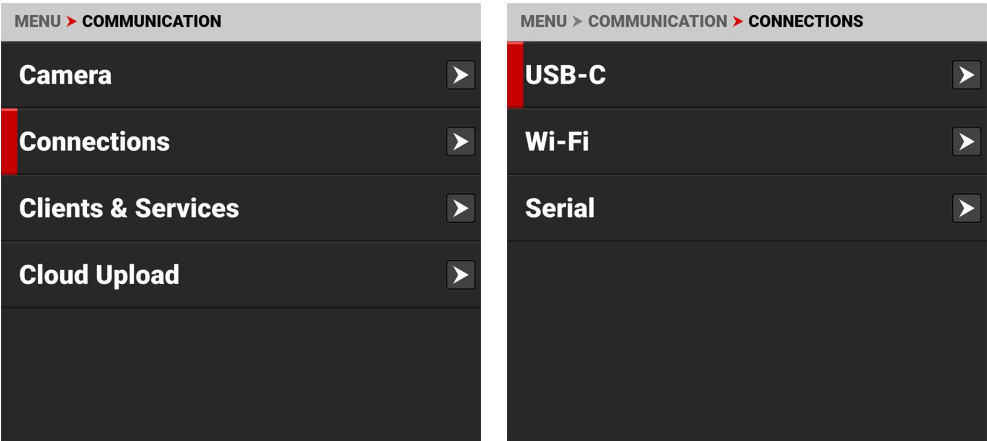 MENU > COMMUNICATION
Camera
Connections
Clients & Services
Cloud Upload
MENU > COMMUNICATION > CONNECTIONS
USB-C
Wi-Fi
Serial